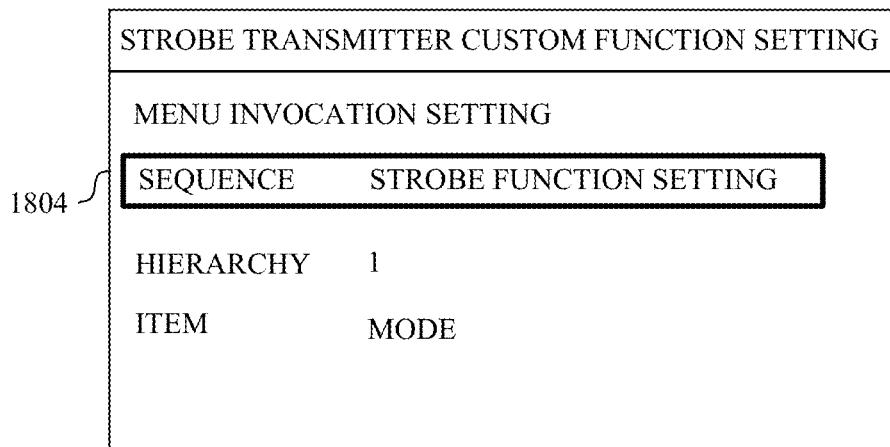 STROBE TRANSMITTER CUSTOM FUNCTION SETTING
MENU INVOCATION SETTING
1804 SEQUENCE STROBE FUNCTION SETTING
HIERARCHY 1
ITEM MODE